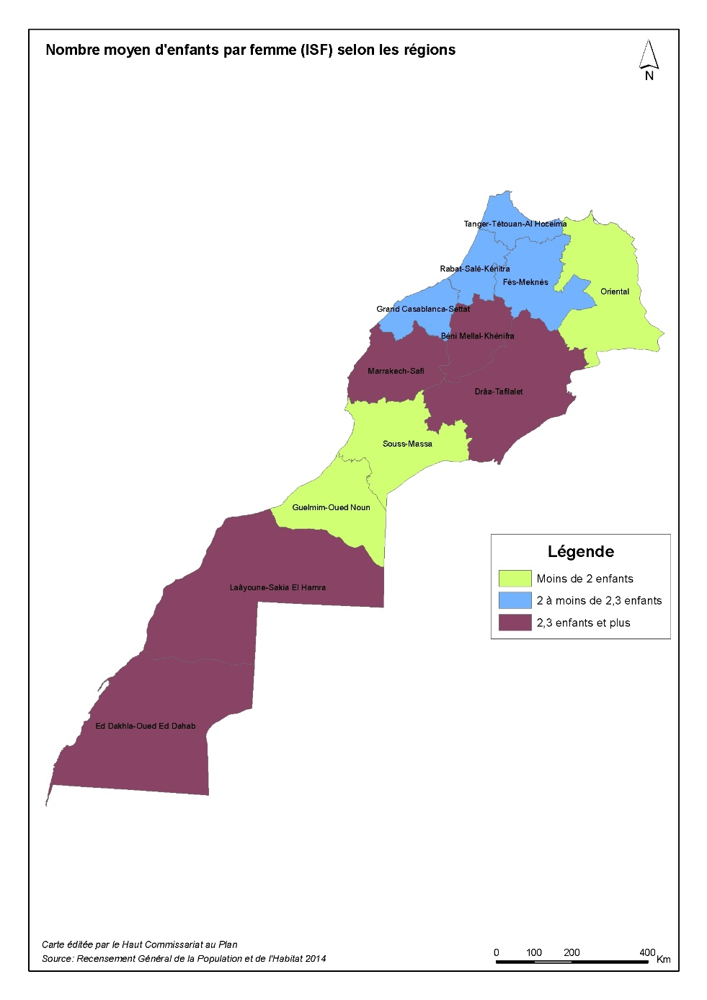 Nombre moyen d'enfants par femme (ISF) selon les régions
N
Tanger-Tétouan-Al Hoceima
Rabat-Salé-Kénitra
Fès-Meknès
Oriental
Grand Casablanca-Settat
Béni Mellal-Khénifra
Marrakech-Safi
Drâa-Tafilalet
Souss-Massa
Guelmim-Oued Noun
Laâyoune-Sakia El Hamra
Ed Dakhla-Oued Ed Dahab
Légende
Moins de 2 enfants
2 à moins de 2,3 enfants
2,3 enfants et plus
Carte éditée par le Haut Commissariat au Plan
Source: Recensement Général de la Population et de l'Habitat 2014
0 100 200 400 Km